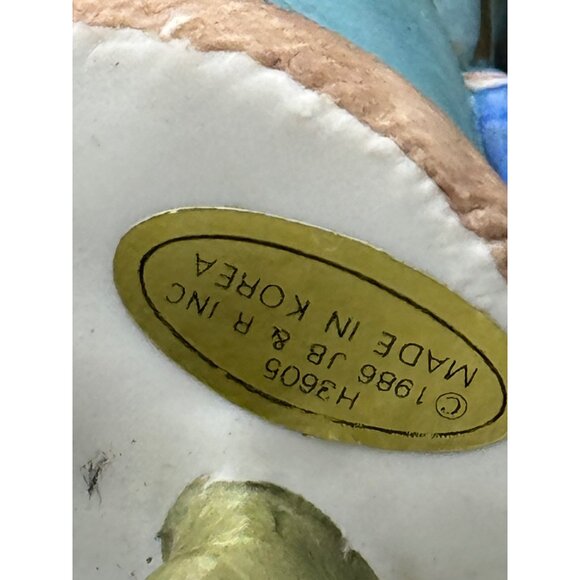 H3605
© 1986 JB & R INC
MADE IN KOREA